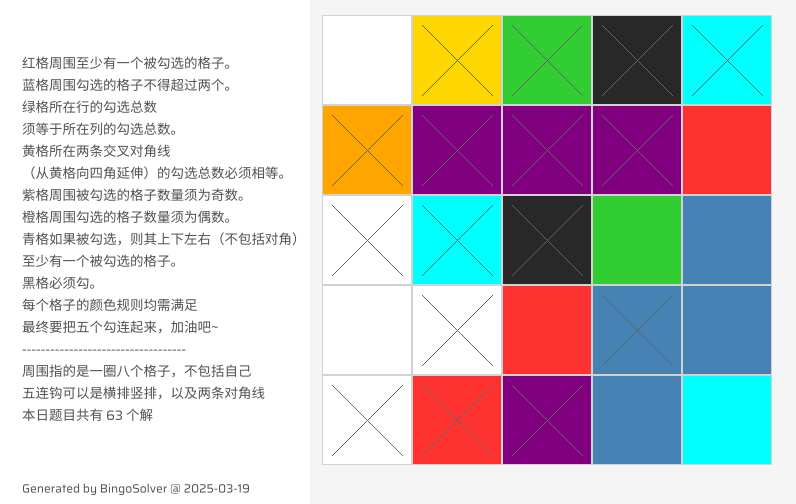 红格周围至少有一个被勾选的格子。
蓝格周围勾选的格子不得超过两个。
绿格所在行的勾选总数
须等于所在列的勾选总数。
黄格所在两条交叉对角线
（从黄格向四角延伸）的勾选总数必须相等。
紫格周围被勾选的格子数量须为奇数。
橙格周围勾选的格子数量须为偶数。
青格如果被勾选，则其上下左右（不包括对角）
至少有一个被勾选的格子。
黑格必须勾。
每个格子的颜色规则均需满足
最终要把五个勾连起来，加油吧~
-----------------------------------
周围指的是一圈八个格子，不包括自己
五连钩可以是横排竖排，以及两条对角线
本日题目共有 63 个解
Generated by BingoSolver @ 2025-03-19